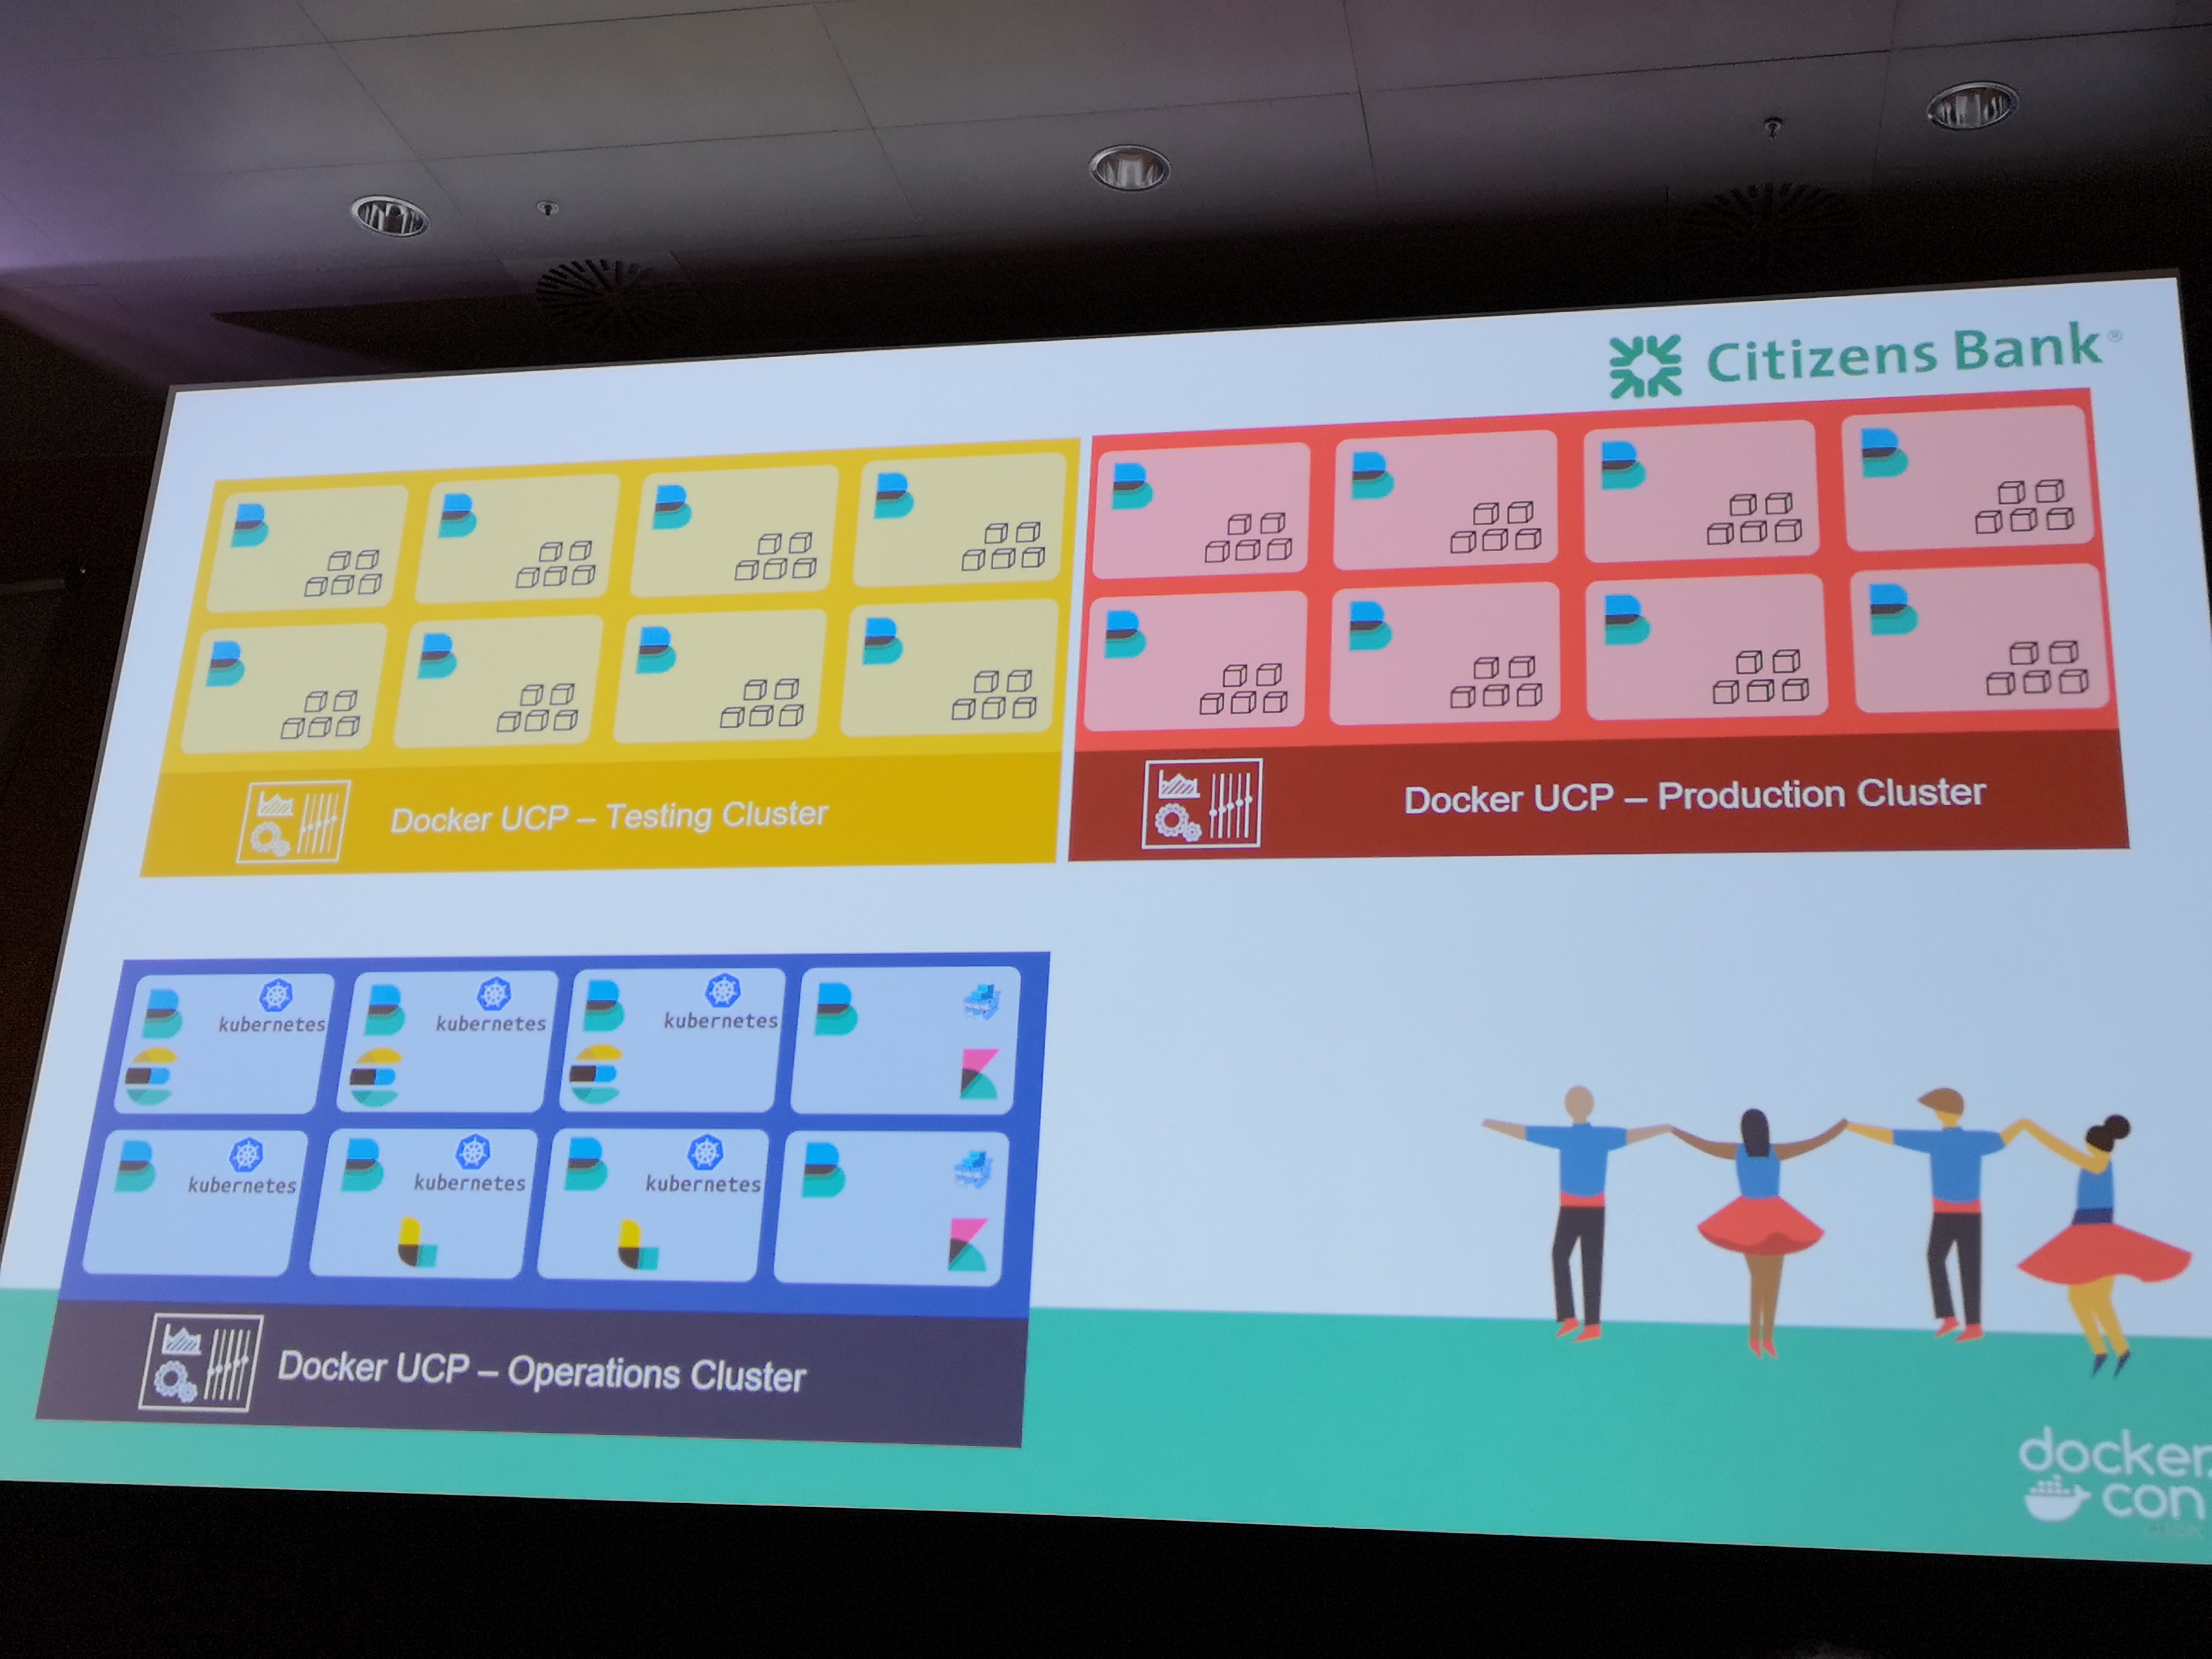 Citizens Bank®
Docker UCP – Testing Cluster
Docker UCP – Production Cluster
kubernetes
kubernetes
kubernetes
kubernetes
kubernetes
kubernetes
Docker UCP – Operations Cluster
docker
con